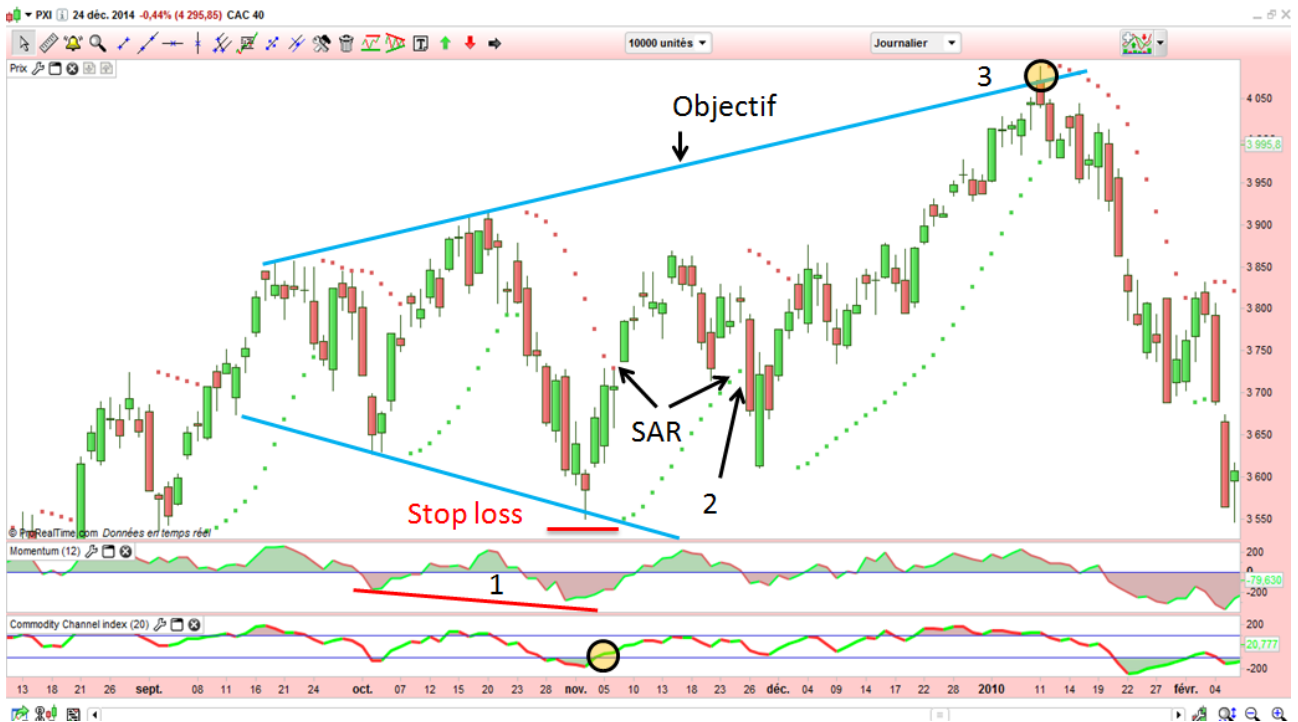 PXI 24 déc. 2014 -0,44% (4 295,85) CAC 40
10000 unités
Journalier
Prix
3
Objectif
4 050
3 995,8
3 950
3 900
3 850
3 800
3 750
3 700
3 650
3 600
3 550
SAR
2
Stop loss
© ProRealTime.com Données en temps réel
Momentum (12)
1
200
0
-79,630
-200
Commodity Channel index (20)
200
20,777
-200
13 18 21 26 sept. 08 11 16 21 24 oct. 07 12 15 20 23 28 nov. 05 10 13 18 23 26 déc. 04 09 14 17 22 28 2010 11 14 19 22 27 févr. 04